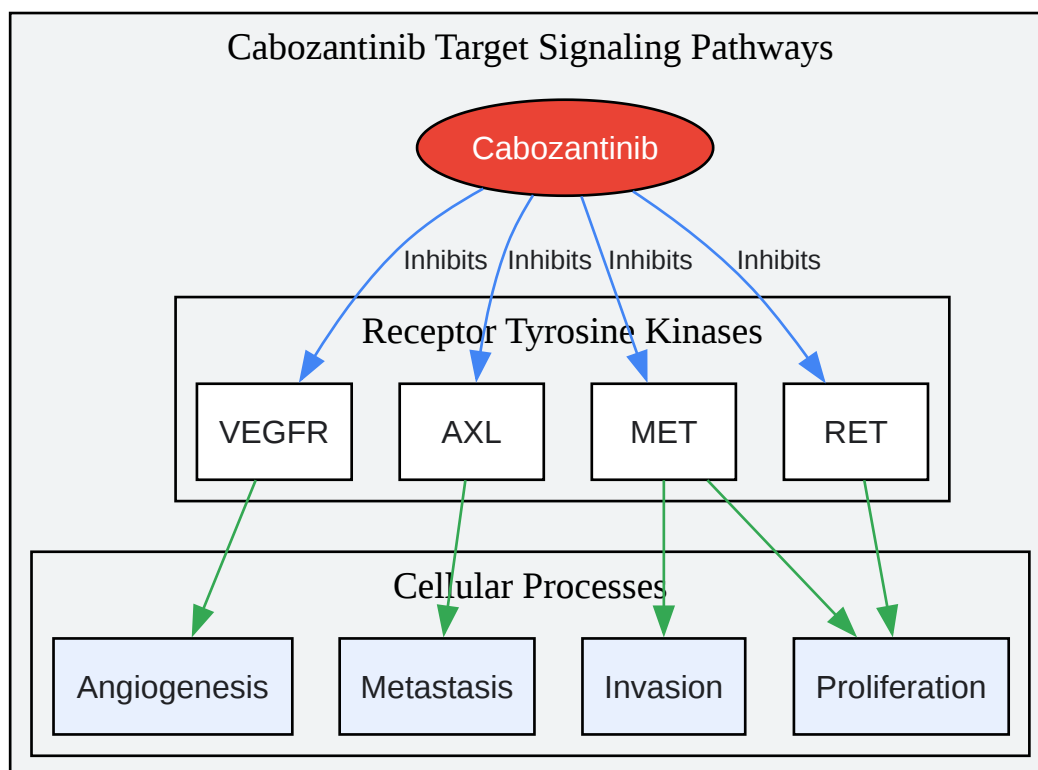 Cabozantinib Target Signaling Pathways
Cabozantinib
Inhibits Inhibits Inhibits Inhibits
Receptor Tyrosine Kinases
VEGFR AXL MET RET
Cellular Processes
Angiogenesis Metastasis Invasion Proliferation